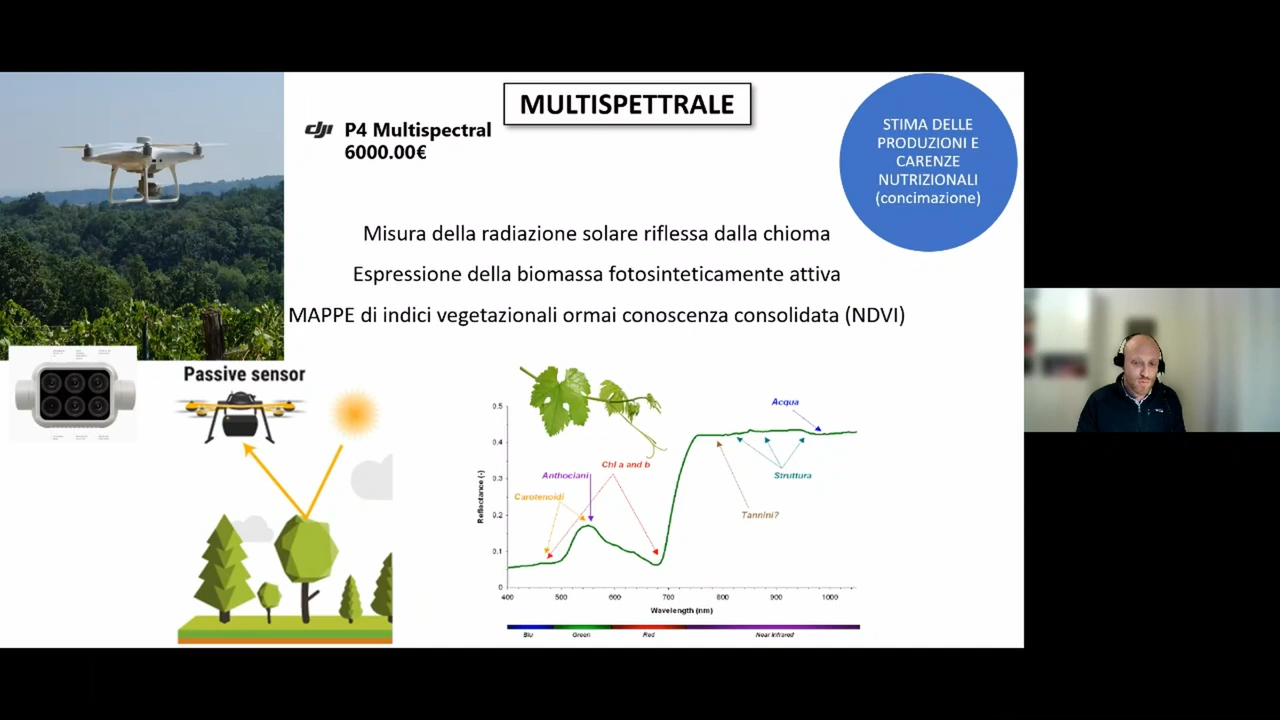 MULTISPETTRALE
dji P4 Multispectral
6000.00€
STIMA DELLE
PRODUZIONI E
CARENZE
NUTRIZIONALI
(concimazione)
Misura della radiazione solare riflessa dalla chioma
Espressione della biomassa fotosinteticamente attiva
MAPPE di indici vegetazionali ormai conoscenza consolidata (NDVI)
Passive sensor
Acqua
Chl a and b
Anthociani
Struttura
Carotenoidi
Tannini?
Reflectance (-)
0.5
0.4
0.3
0.2
0.1
0
400 500 600 700 800 900 1000
Wavelength (nm)
Blu Green Red Near Infrared